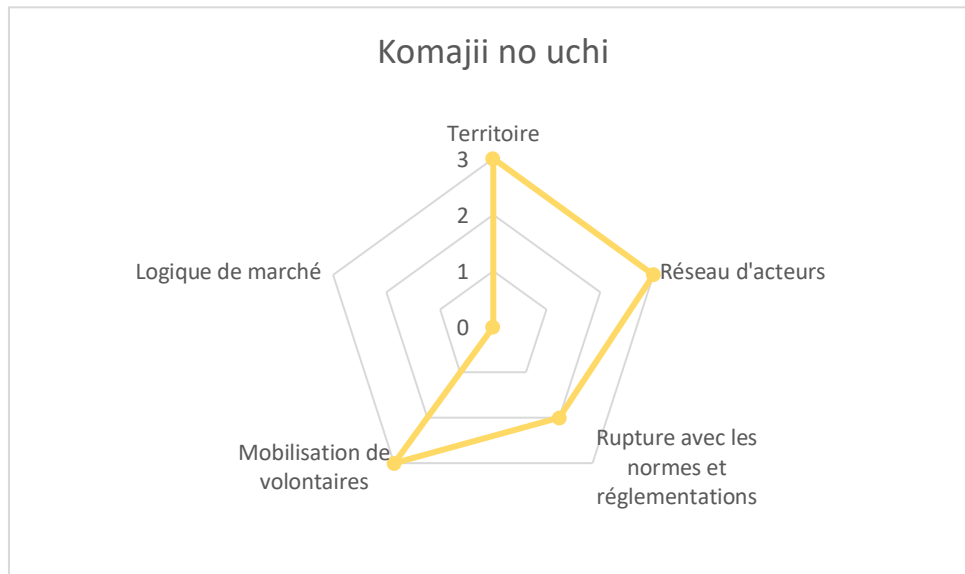 Komajii no uchi
Territoire
3
2
1
0
Réseau d'acteurs
Rupture avec les
normes et
réglementations
Mobilisation de
volontaires
Logique de marché